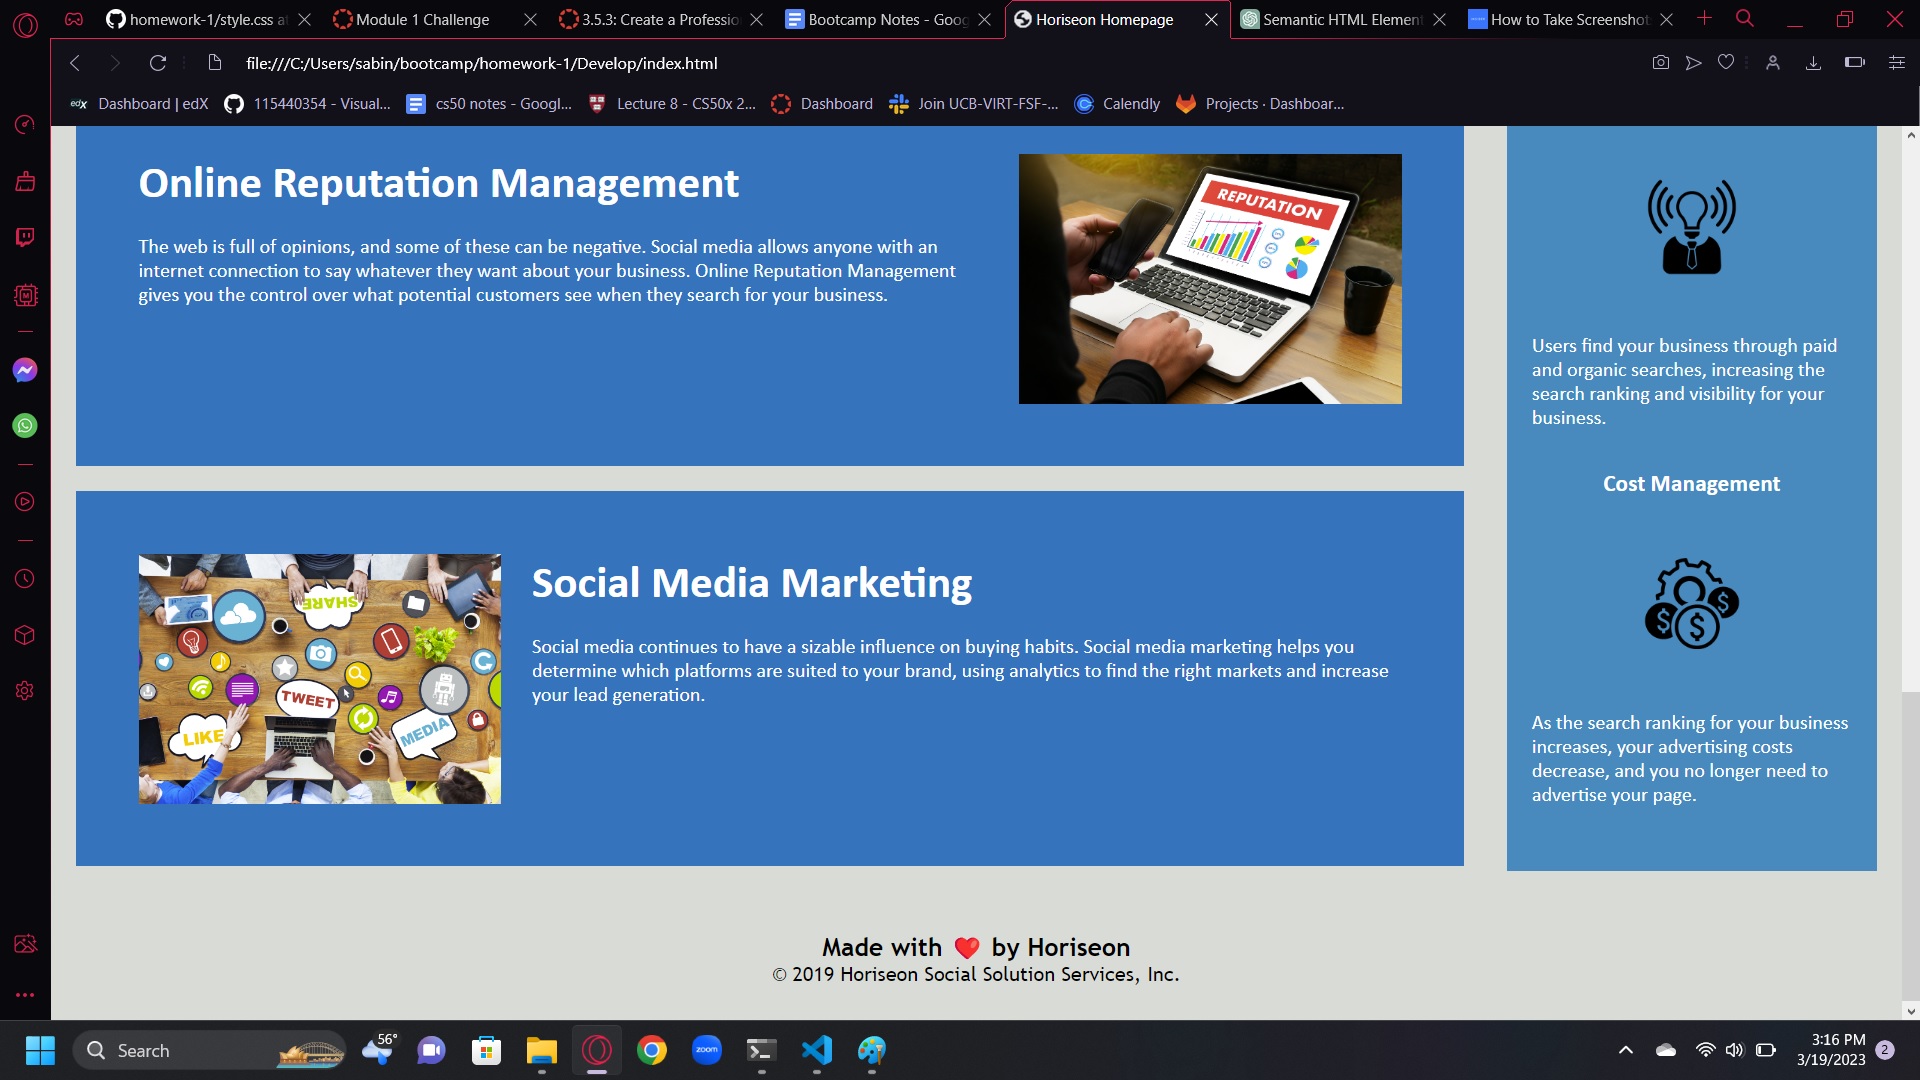 homework-1/style.css at
Module 1 Challenge
3.5.3: Create a Professio
Bootcamp Notes - Goog
Horiseon Homepage
Semantic HTML Element
How to Take Screenshot
file:///C:/Users/sabin/bootcamp/homework-1/Develop/index.html
edX Dashboard | edX
115440354 - Visual...
cs50 notes - Googl...
Lecture 8 - CS50x 2...
Dashboard
Join UCB-VIRT-FSF-...
Calendly
Projects · Dashboar...
Online Reputation Management
The web is full of opinions, and some of these can be negative. Social media allows anyone with an
internet connection to say whatever they want about your business. Online Reputation Management
gives you the control over what potential customers see when they search for your business.
REPUTATION
Users find your business through paid
and organic searches, increasing the
search ranking and visibility for your
business.
Cost Management
SHARE
TWEET
LIKE
MEDIA
Social Media Marketing
Social media continues to have a sizable influence on buying habits. Social media marketing helps you
determine which platforms are suited to your brand, using analytics to find the right markets and increase
your lead generation.
$ $ $
As the search ranking for your business
increases, your advertising costs
decrease, and you no longer need to
advertise your page.
Made with ❤️ by Horiseon
© 2019 Horiseon Social Solution Services, Inc.
Search
56°
zoom
3:16 PM
3/19/2023
2